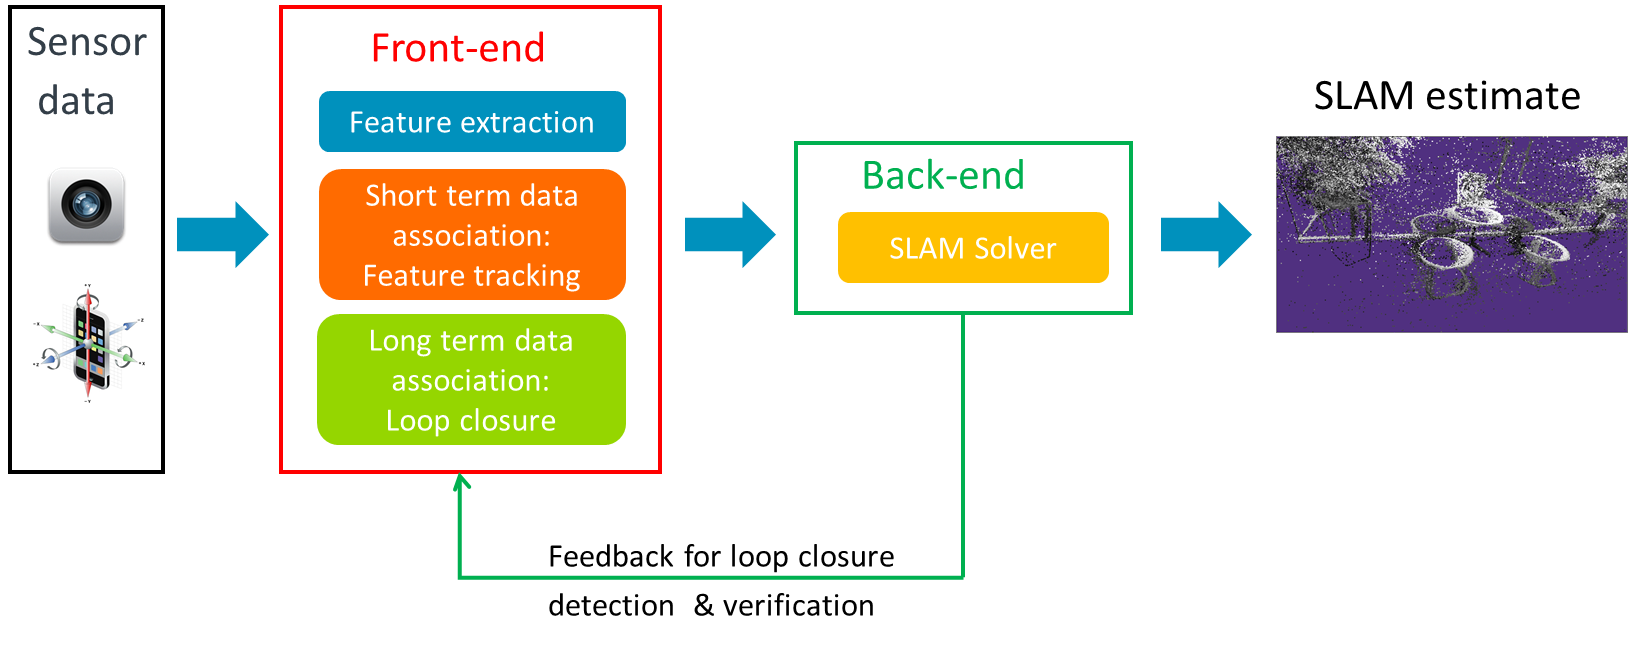 Sensor
data
Front-end
Feature extraction
Short term data
association:
Feature tracking
Long term data
association:
Loop closure
Back-end
SLAM Solver
SLAM estimate
Feedback for loop closure
detection & verification